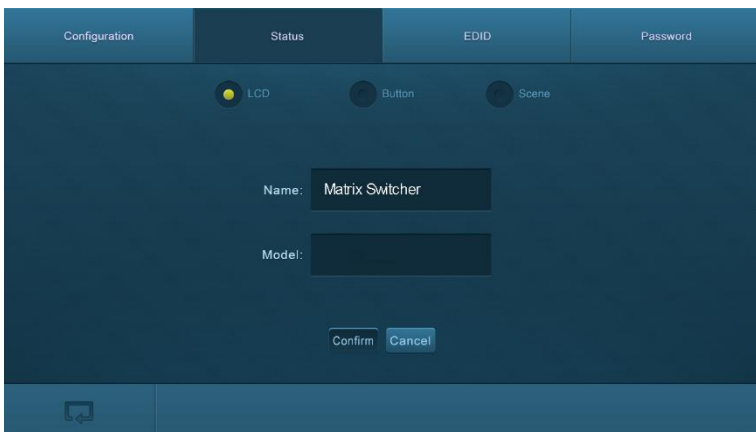 Configuration Status EDID Password
LCD Button Scene
Name: Matrix Switcher
Model:
Confirm Cancel